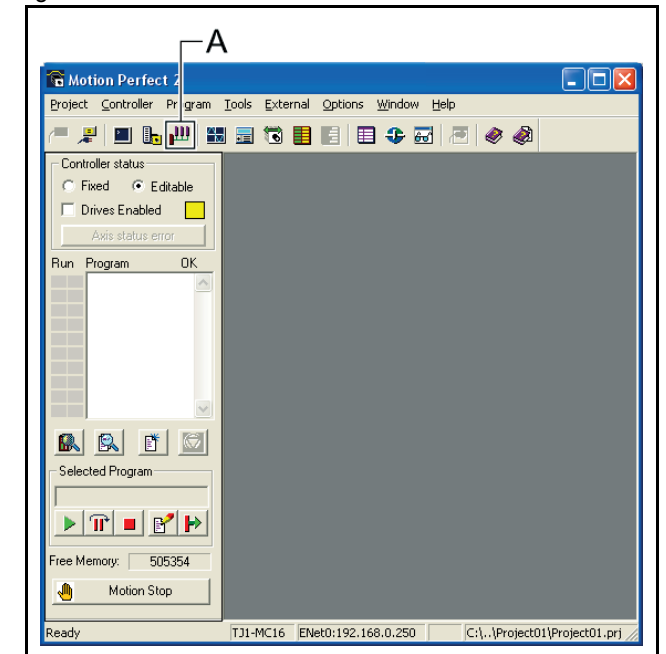 A
Motion Perfect 2
Project Controller Program Tools External Options Window Help
Controller status
Fixed Editable
Drives Enabled
Axis status error
Run Program OK
Selected Program
Free Memory: 505354
Motion Stop
Ready TJ1-MC16 ENet0:192.168.0.250 C:\..\Project01\Project01.prj